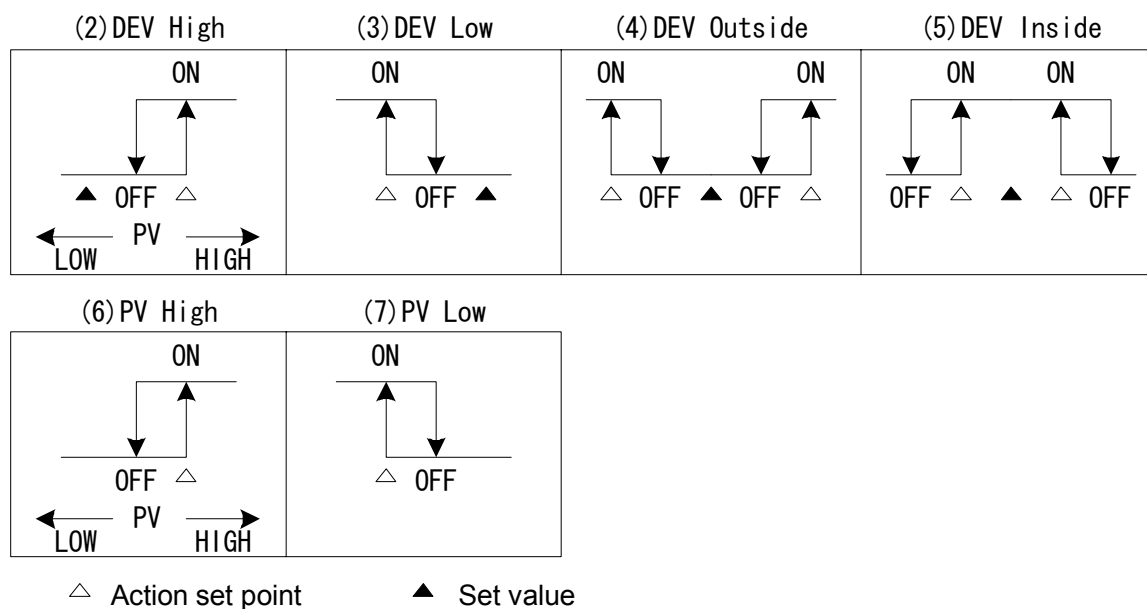 (2)DEV High (3)DEV Low (4)DEV Outside (5)DEV Inside
ON ON ON ON ON ON
OFF OFF OFF OFF OFF OFF
PV
LOW HIGH
(6)PV High (7)PV Low
ON ON
OFF OFF
PV
LOW HIGH
△ Action set point ▲ Set value